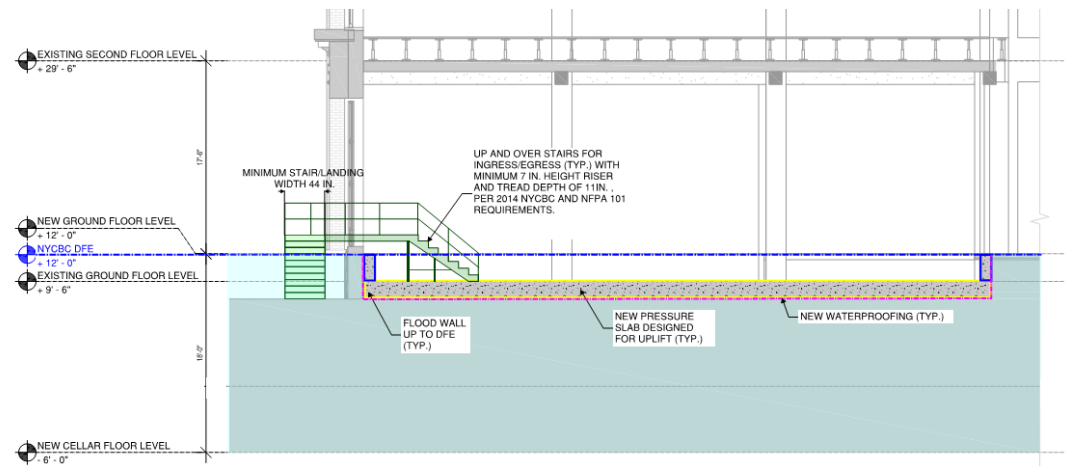 EXISTING SECOND FLOOR LEVEL
+ 29' - 6"
17'-6"
MINIMUM STAIR/LANDING
WIDTH 44 IN.
UP AND OVER STAIRS FOR
INGRESS/EGRESS (TYP.) WITH
MINIMUM 7 IN. HEIGHT RISER
AND TREAD DEPTH OF 11IN. ,
PER 2014 NYCBC AND NFPA 101
REQUIREMENTS.
NEW GROUND FLOOR LEVEL
+ 12' - 0"
NYCBC DFE
+ 12' - 0"
EXISTING GROUND FLOOR LEVEL
+ 9' - 6"
FLOOD WALL
UP TO DFE
(TYP.)
NEW PRESSURE
SLAB DESIGNED
FOR UPLIFT (TYP.)
NEW WATERPROOFING (TYP.)
18'-0"
NEW CELLAR FLOOR LEVEL
- 6' - 0"